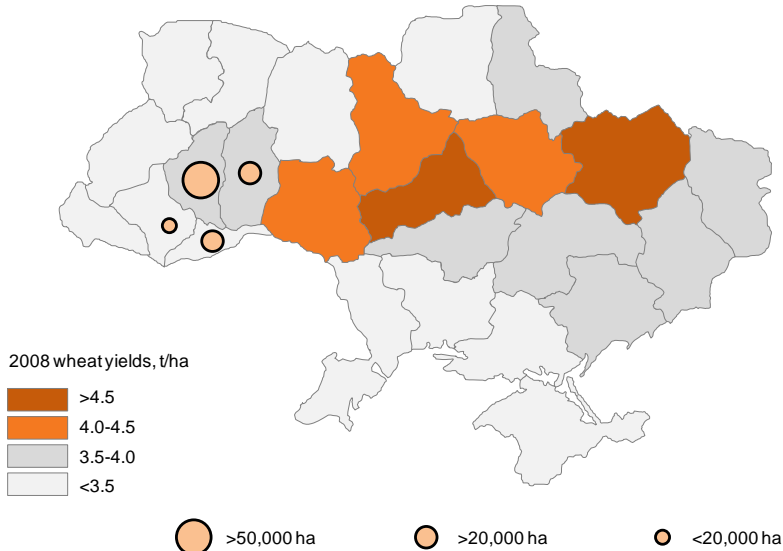 2008 wheat yields, t/ha
>4.5
4.0-4.5
3.5-4.0
<3.5
>50,000 ha
>20,000 ha
<20,000 ha